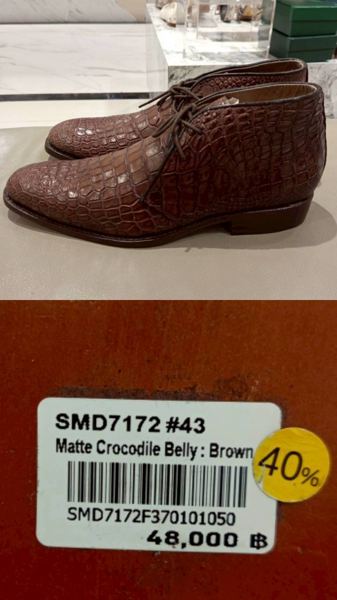 SMD7172 #43
Matte Crocodile Belly : Brown
40%
SMD7172F370101050
48,000 ฿